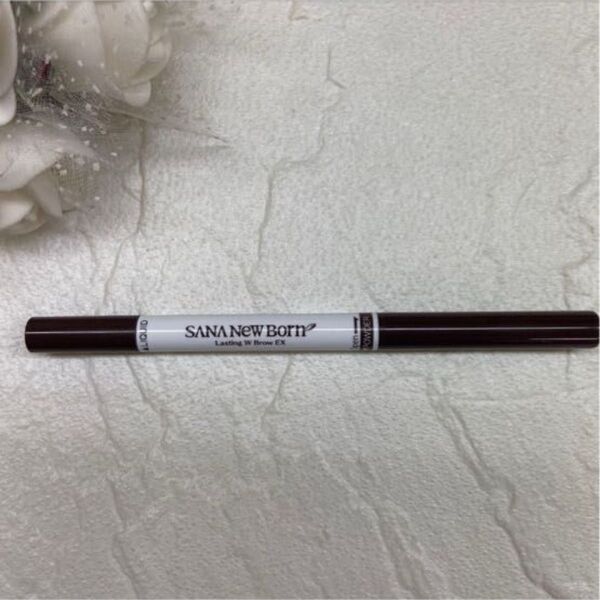 LIQUID
SANA New Born
Lasting W Brow EX
POWDER